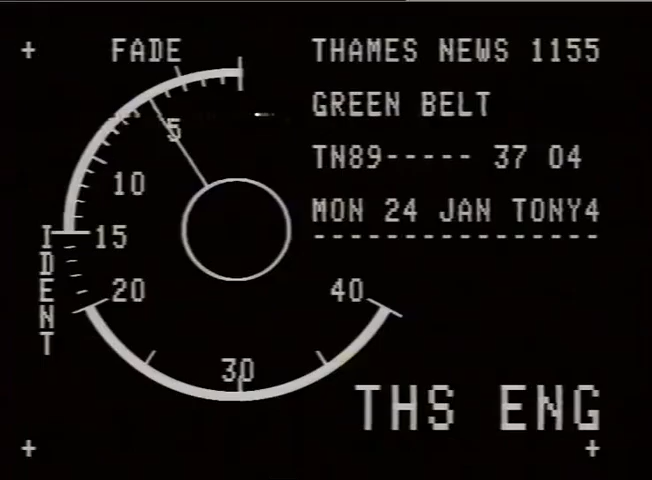 FADE
THAMES NEWS 1155
GREEN BELT
5
TN89----- 37 04
10
MON 24 JAN TONY4
----------------
15
IDENT
20
40
30
THS ENG